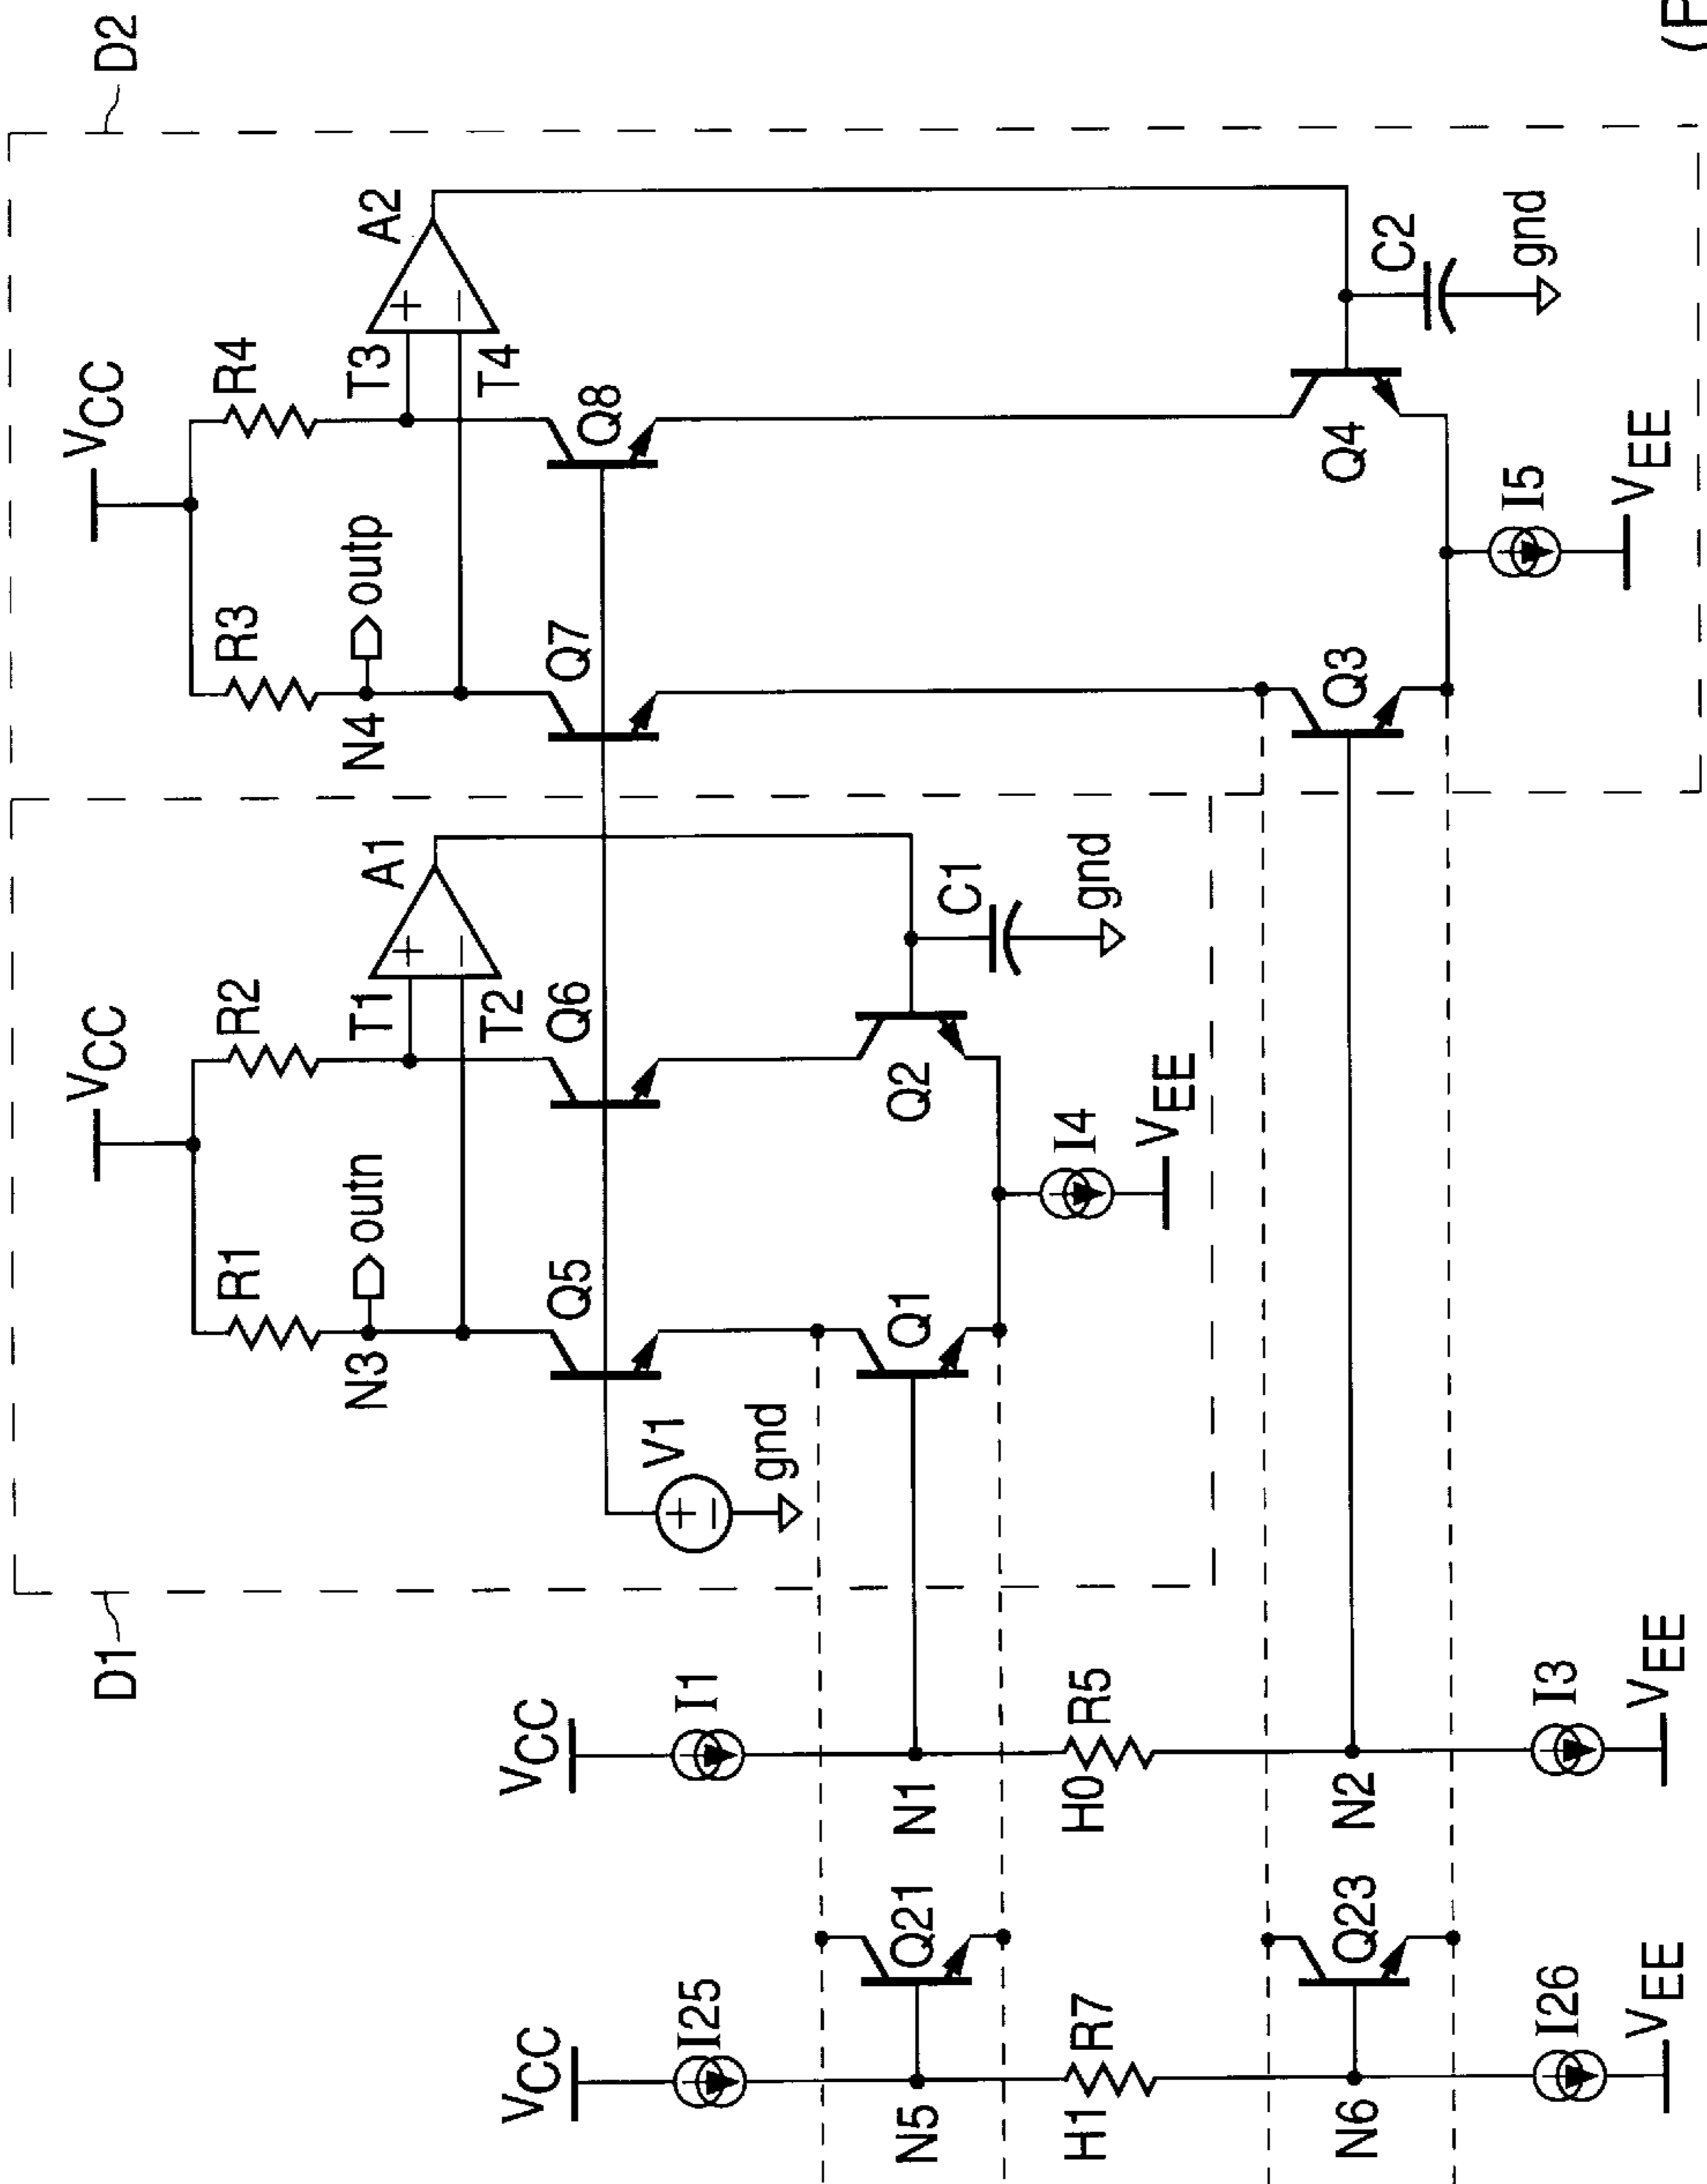 D1
D2
VCC
VCC
R1
R2
R3
R4
N3
outn
T1
T2
+
−
A1
N4
outp
T3
T4
+
−
A2
Q5
Q6
Q7
Q8
V1
+
−
gnd
VCC
I25
VCC
I1
N5
Q21
N1
Q1
Q2
C1
gnd
I4
VEE
H1
R7
H0
R5
N6
Q23
N2
Q3
Q4
C2
gnd
I26
VEE
I3
VEE
I5
VEE
(P